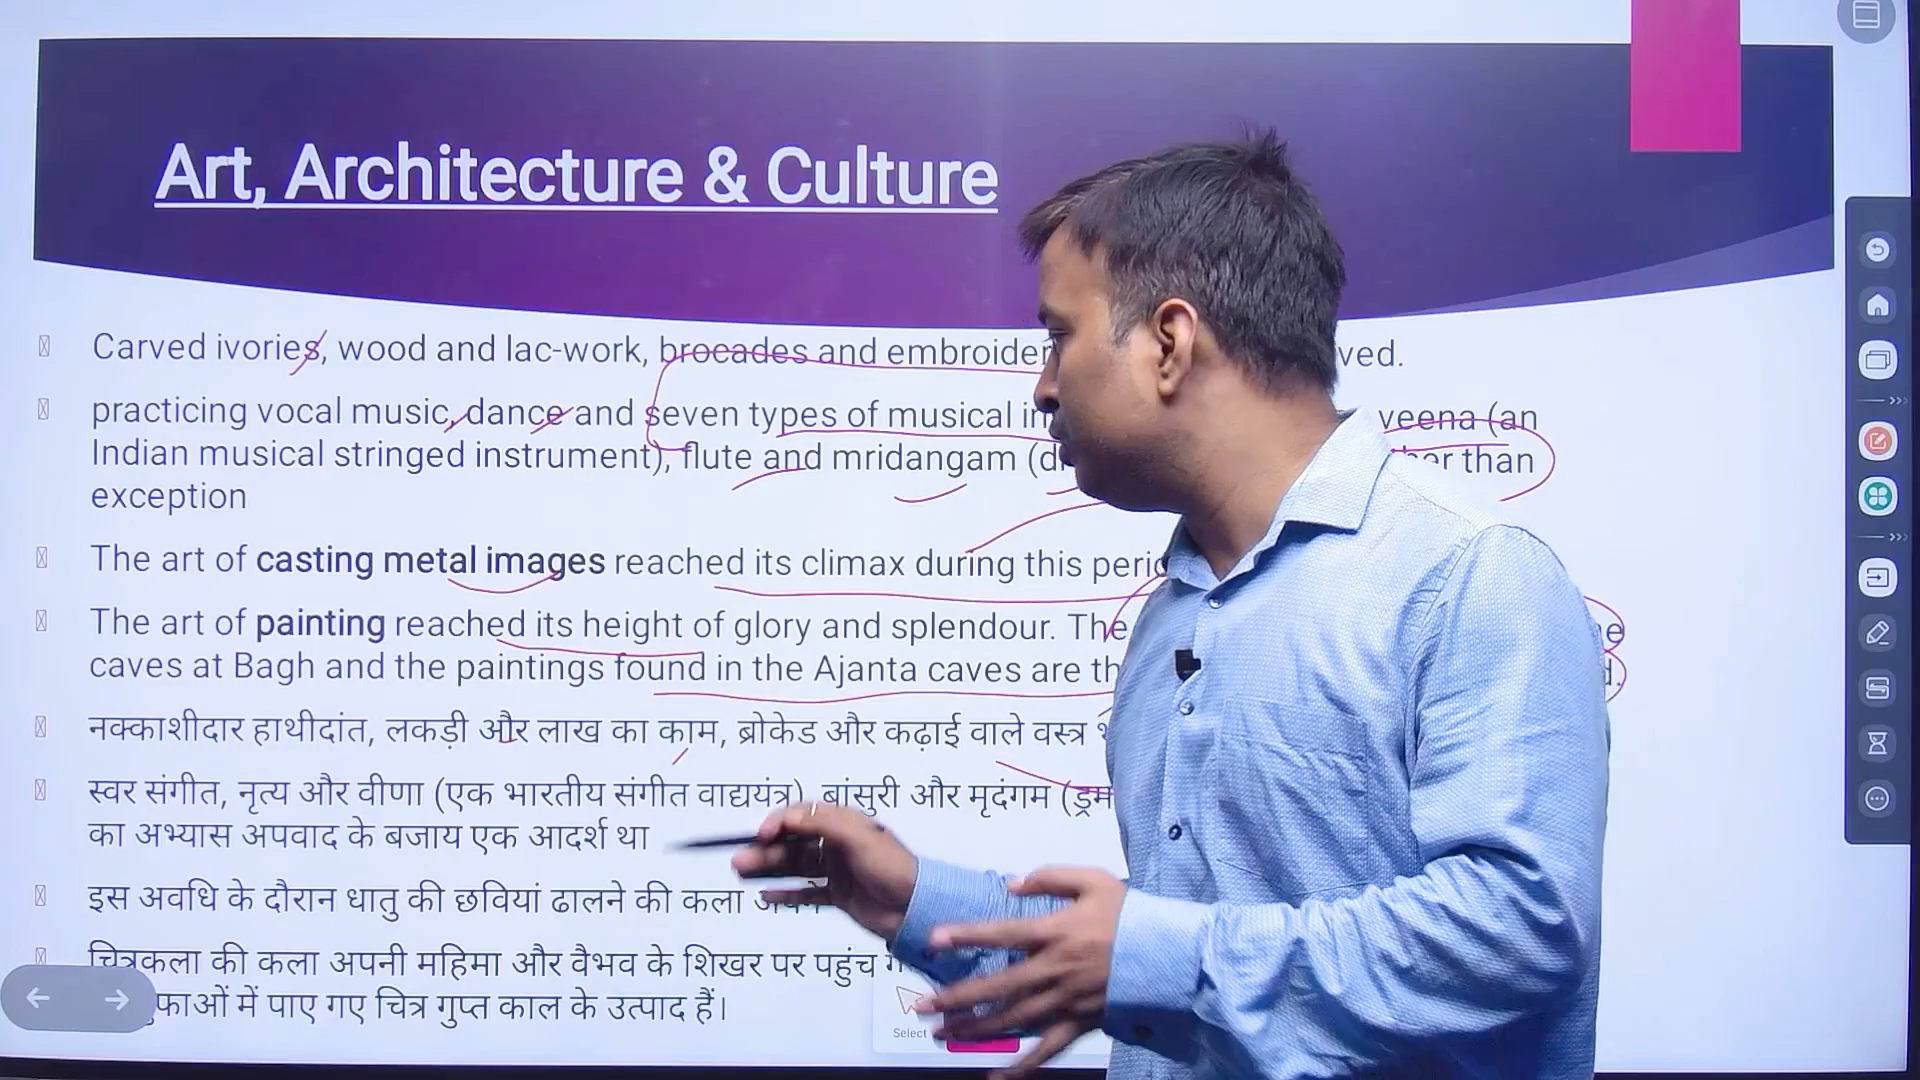 Art, Architecture & Culture
Carved ivories, wood and lac-work, brocades and ved.
practicing vocal music, dance and seven types of musical veena (an
Indian musical stringed instrument), flute and mridangam than
exception
The art of casting metal images reached its climax during this
The art of painting reached its height of glory and splendour. The
caves at Bagh and the paintings found in the Ajanta caves are
नक्काशीदार हाथीदांत, लकड़ी और लाख का काम, ब्रोकेड और कढ़ाई वाले वस्त्र
स्वर संगीत, नृत्य और वीणा (एक भारतीय संगीत वाद्ययंत्र), बांसुरी और मृदंगम (ड्रम
का अभ्यास अपवाद के बजाय एक आदर्श था
इस अवधि के दौरान धातु की छवियां ढालने की कला
चित्रकला की कला अपनी महिमा और वैभव के शिखर पर पहुंच
में पाए गए चित्र गुप्त काल के उत्पाद हैं।
Select